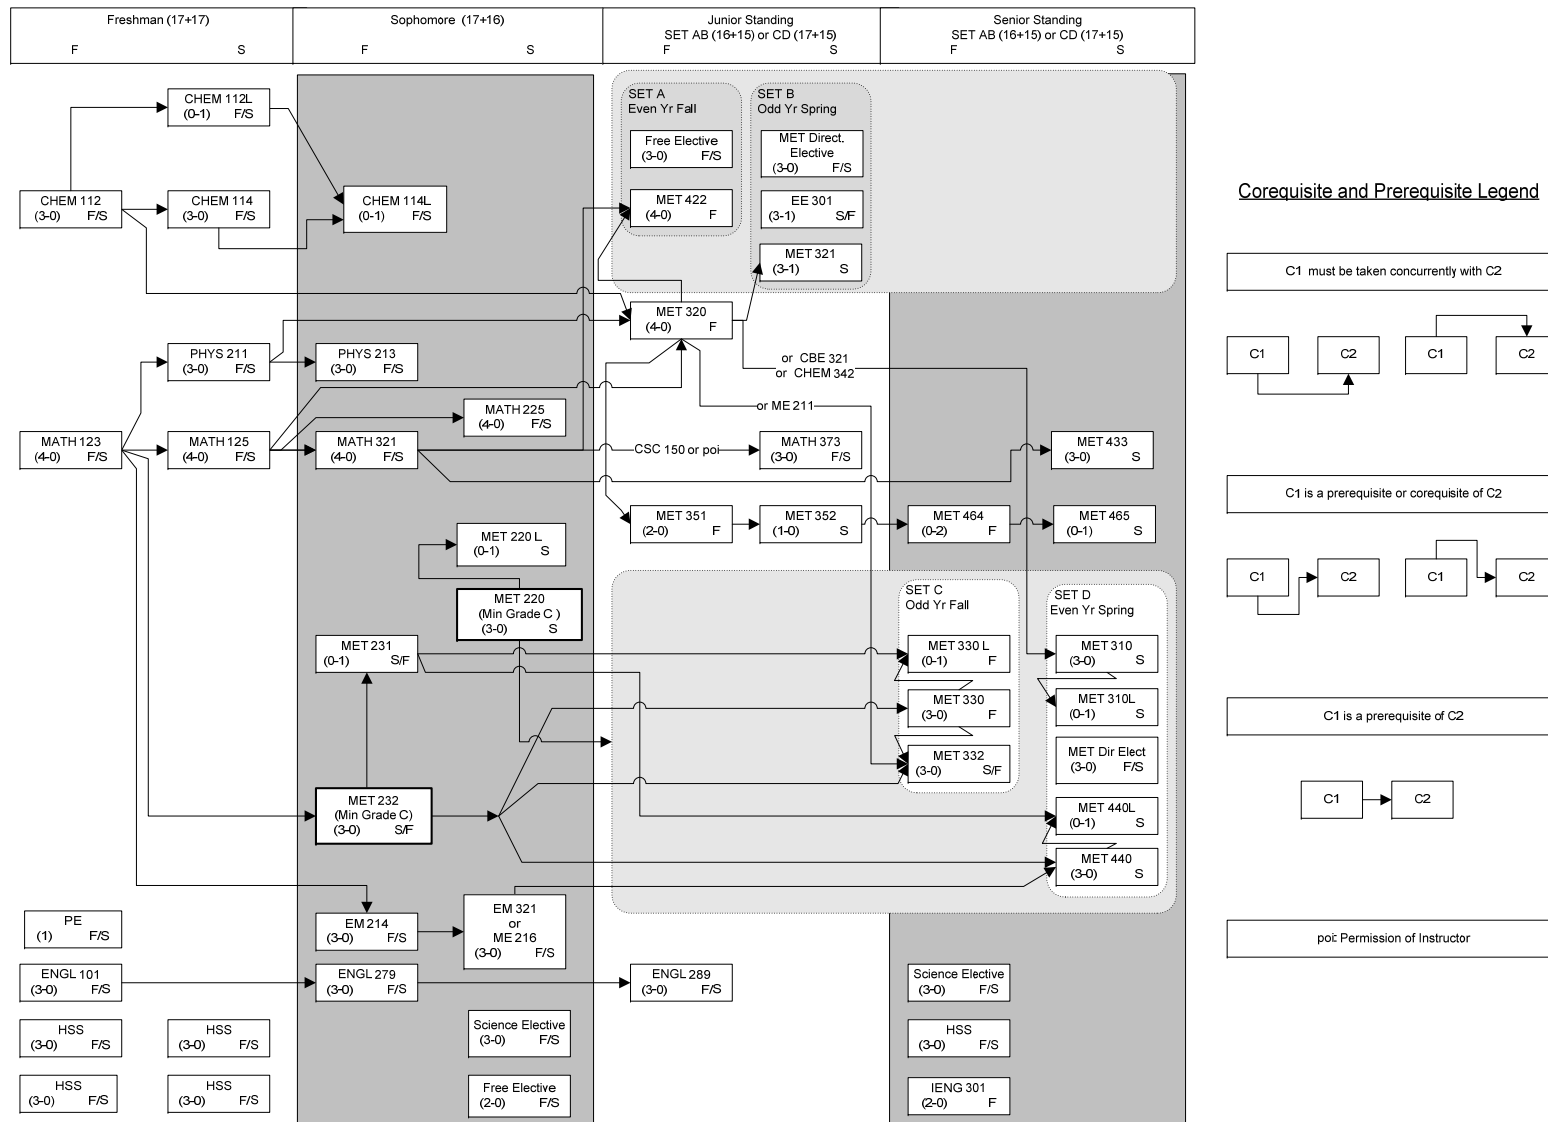 Freshman (17+17)
F S
Sophomore (17+16)
F S
Junior Standing
SET AB (16+15) or CD (17+15)
F S
Senior Standing
SET AB (16+15) or CD (17+15)
F S
CHEM 112L
(0-1) F/S
CHEM 112
(3-0) F/S
CHEM 114
(3-0) F/S
CHEM 114L
(0-1) F/S
SET A
Even Yr Fall
Free Elective
(3-0) F/S
MET 422
(4-0) F
SET B
Odd Yr Spring
MET Direct.
Elective
(3-0) F/S
EE 301
(3-1) S/F
MET 321
(3-1) S
MET 320
(4-0) F
PHYS 211
(3-0) F/S
PHYS 213
(3-0) F/S
or CBE 321
or CHEM 342
MATH 225
(4-0) F/S
or ME 211
MATH 123
(4-0) F/S
MATH 125
(4-0) F/S
MATH 321
(4-0) F/S
CSC 150 or poi
MATH 373
(3-0) F/S
MET 433
(3-0) S
MET 351
(2-0) F
MET 352
(1-0) S
MET 464
(0-2) F
MET 465
(0-1) S
MET 220 L
(0-1) S
MET 220
(Min Grade C )
(3-0) S
MET 231
(0-1) S/F
MET 232
(Min Grade C)
(3-0) S/F
SET C
Odd Yr Fall
MET 330 L
(0-1) F
MET 330
(3-0) F
MET 332
(3-0) S/F
SET D
Even Yr Spring
MET 310
(3-0) S
MET 310L
(0-1) S
MET Dir Elect
(3-0) F/S
MET 440L
(0-1) S
MET 440
(3-0) S
PE
(1) F/S
EM 214
(3-0) F/S
EM 321
or
ME 216
(3-0) F/S
ENGL 101
(3-0) F/S
ENGL 279
(3-0) F/S
ENGL 289
(3-0) F/S
Science Elective
(3-0) F/S
HSS
(3-0) F/S
HSS
(3-0) F/S
Science Elective
(3-0) F/S
HSS
(3-0) F/S
HSS
(3-0) F/S
HSS
(3-0) F/S
Free Elective
(2-0) F/S
IENG 301
(2-0) F
Corequisite and Prerequisite Legend
C1 must be taken concurrently with C2
C1 C2 C1 C2
C1 is a prerequisite or corequisite of C2
C1 C2 C1 C2
C1 is a prerequisite of C2
C1 C2
poi: Permission of Instructor